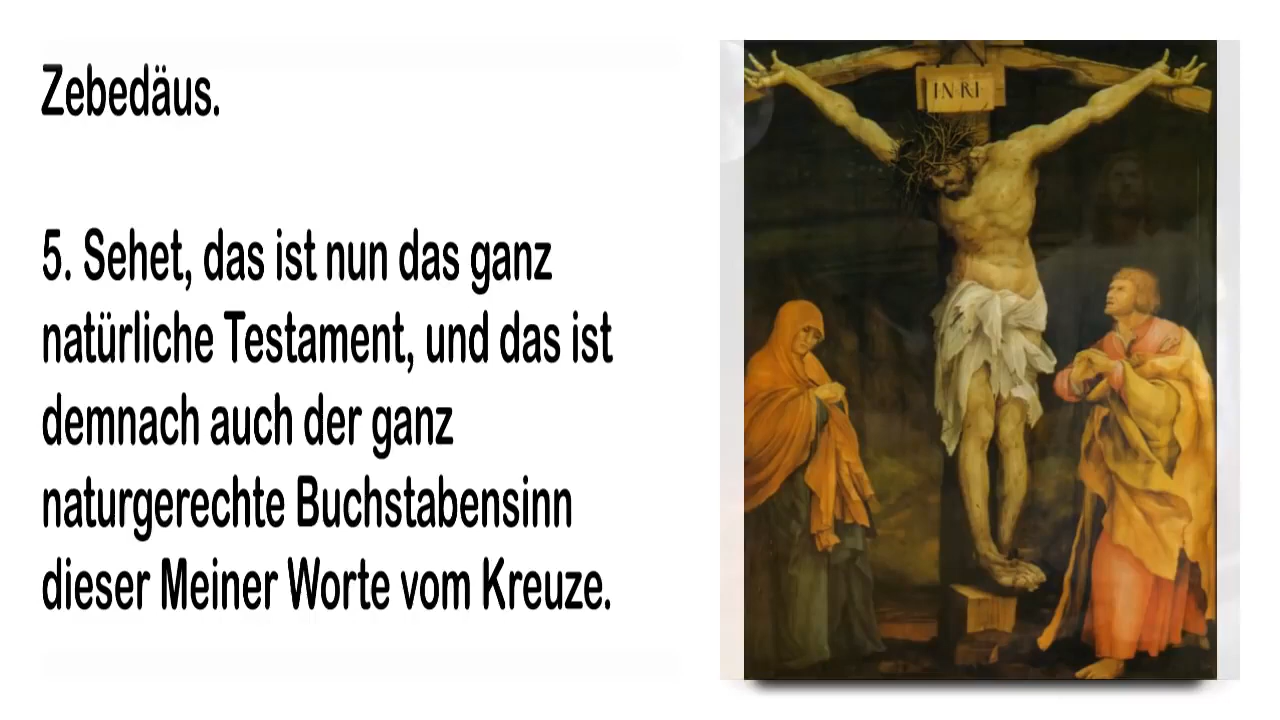 Zebedäus.
5. Sehet, das ist nun das ganz
natürliche Testament, und das ist
demnach auch der ganz
naturgerechte Buchstabensinn
dieser Meiner Worte vom Kreuze.
I·N·R·I·